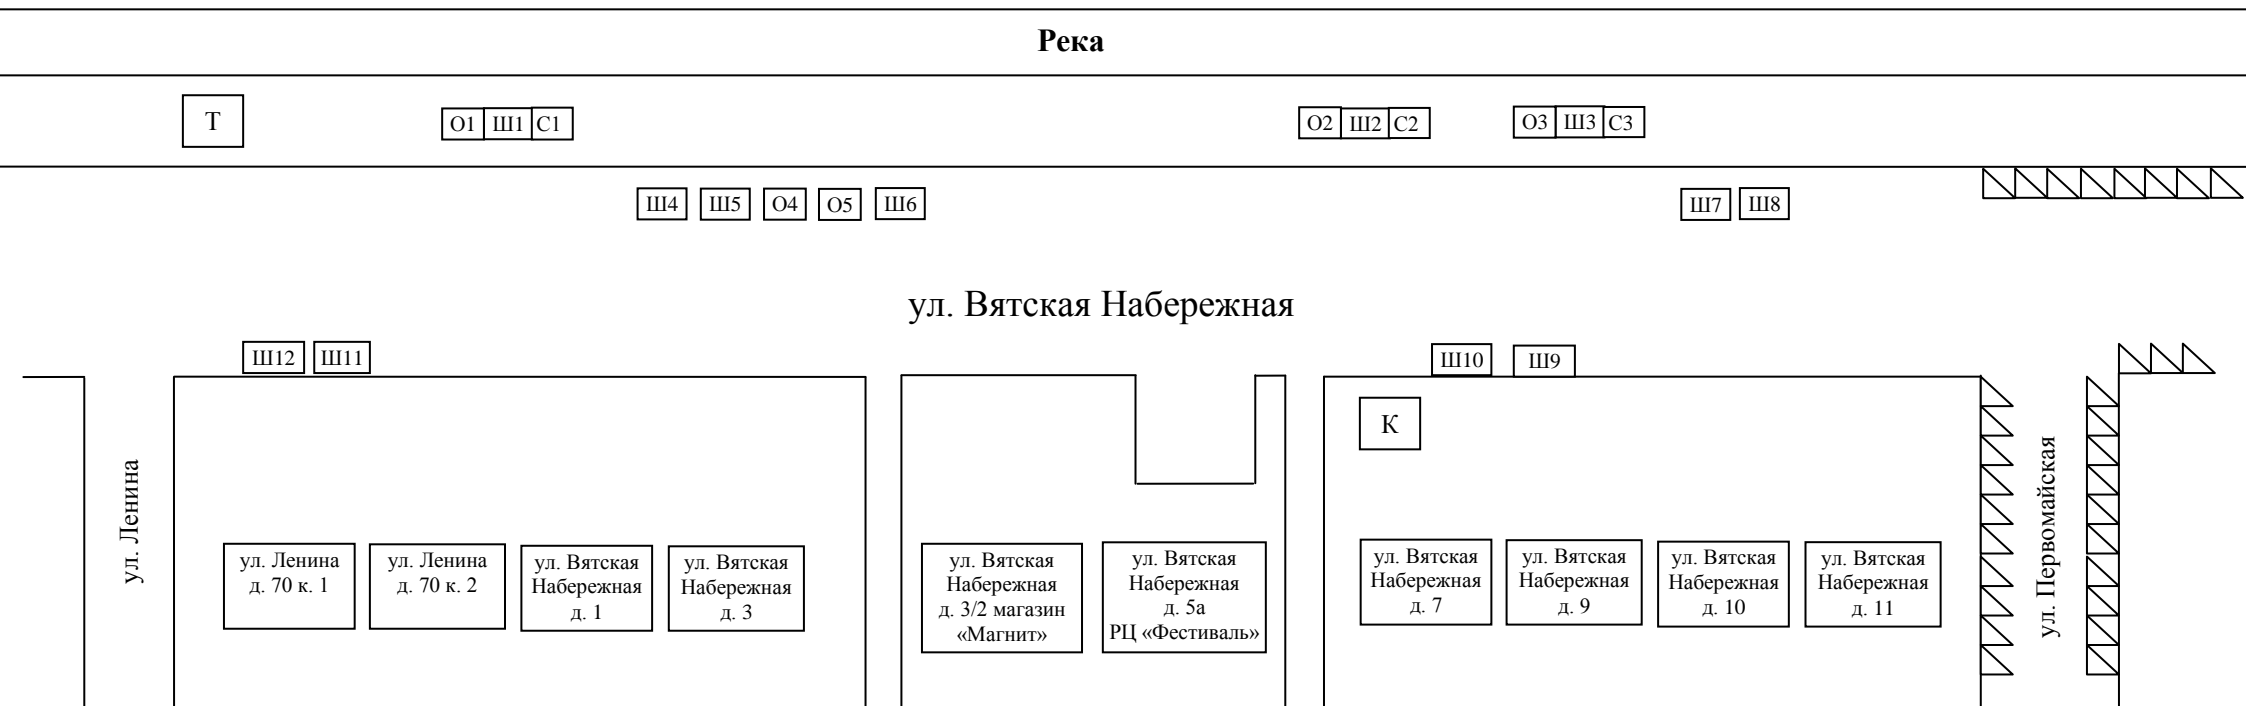 Река
Т
О1 Ш1 С1
О2 Ш2 С2
О3 Ш3 С3
Ш4 Ш5 О4 О5 Ш6
Ш7 Ш8
ул. Вятская Набережная
Ш12 Ш11
Ш10 Ш9
К
ул. Ленина
ул. Ленина
д. 70 к. 1
ул. Ленина
д. 70 к. 2
ул. Вятская
Набережная
д. 1
ул. Вятская
Набережная
д. 3
ул. Вятская
Набережная
д. 3/2 магазин
«Магнит»
ул. Вятская
Набережная
д. 5а
РЦ «Фестиваль»
ул. Вятская
Набережная
д. 7
ул. Вятская
Набережная
д. 9
ул. Вятская
Набережная
д. 10
ул. Вятская
Набережная
д. 11
ул. Первомайская